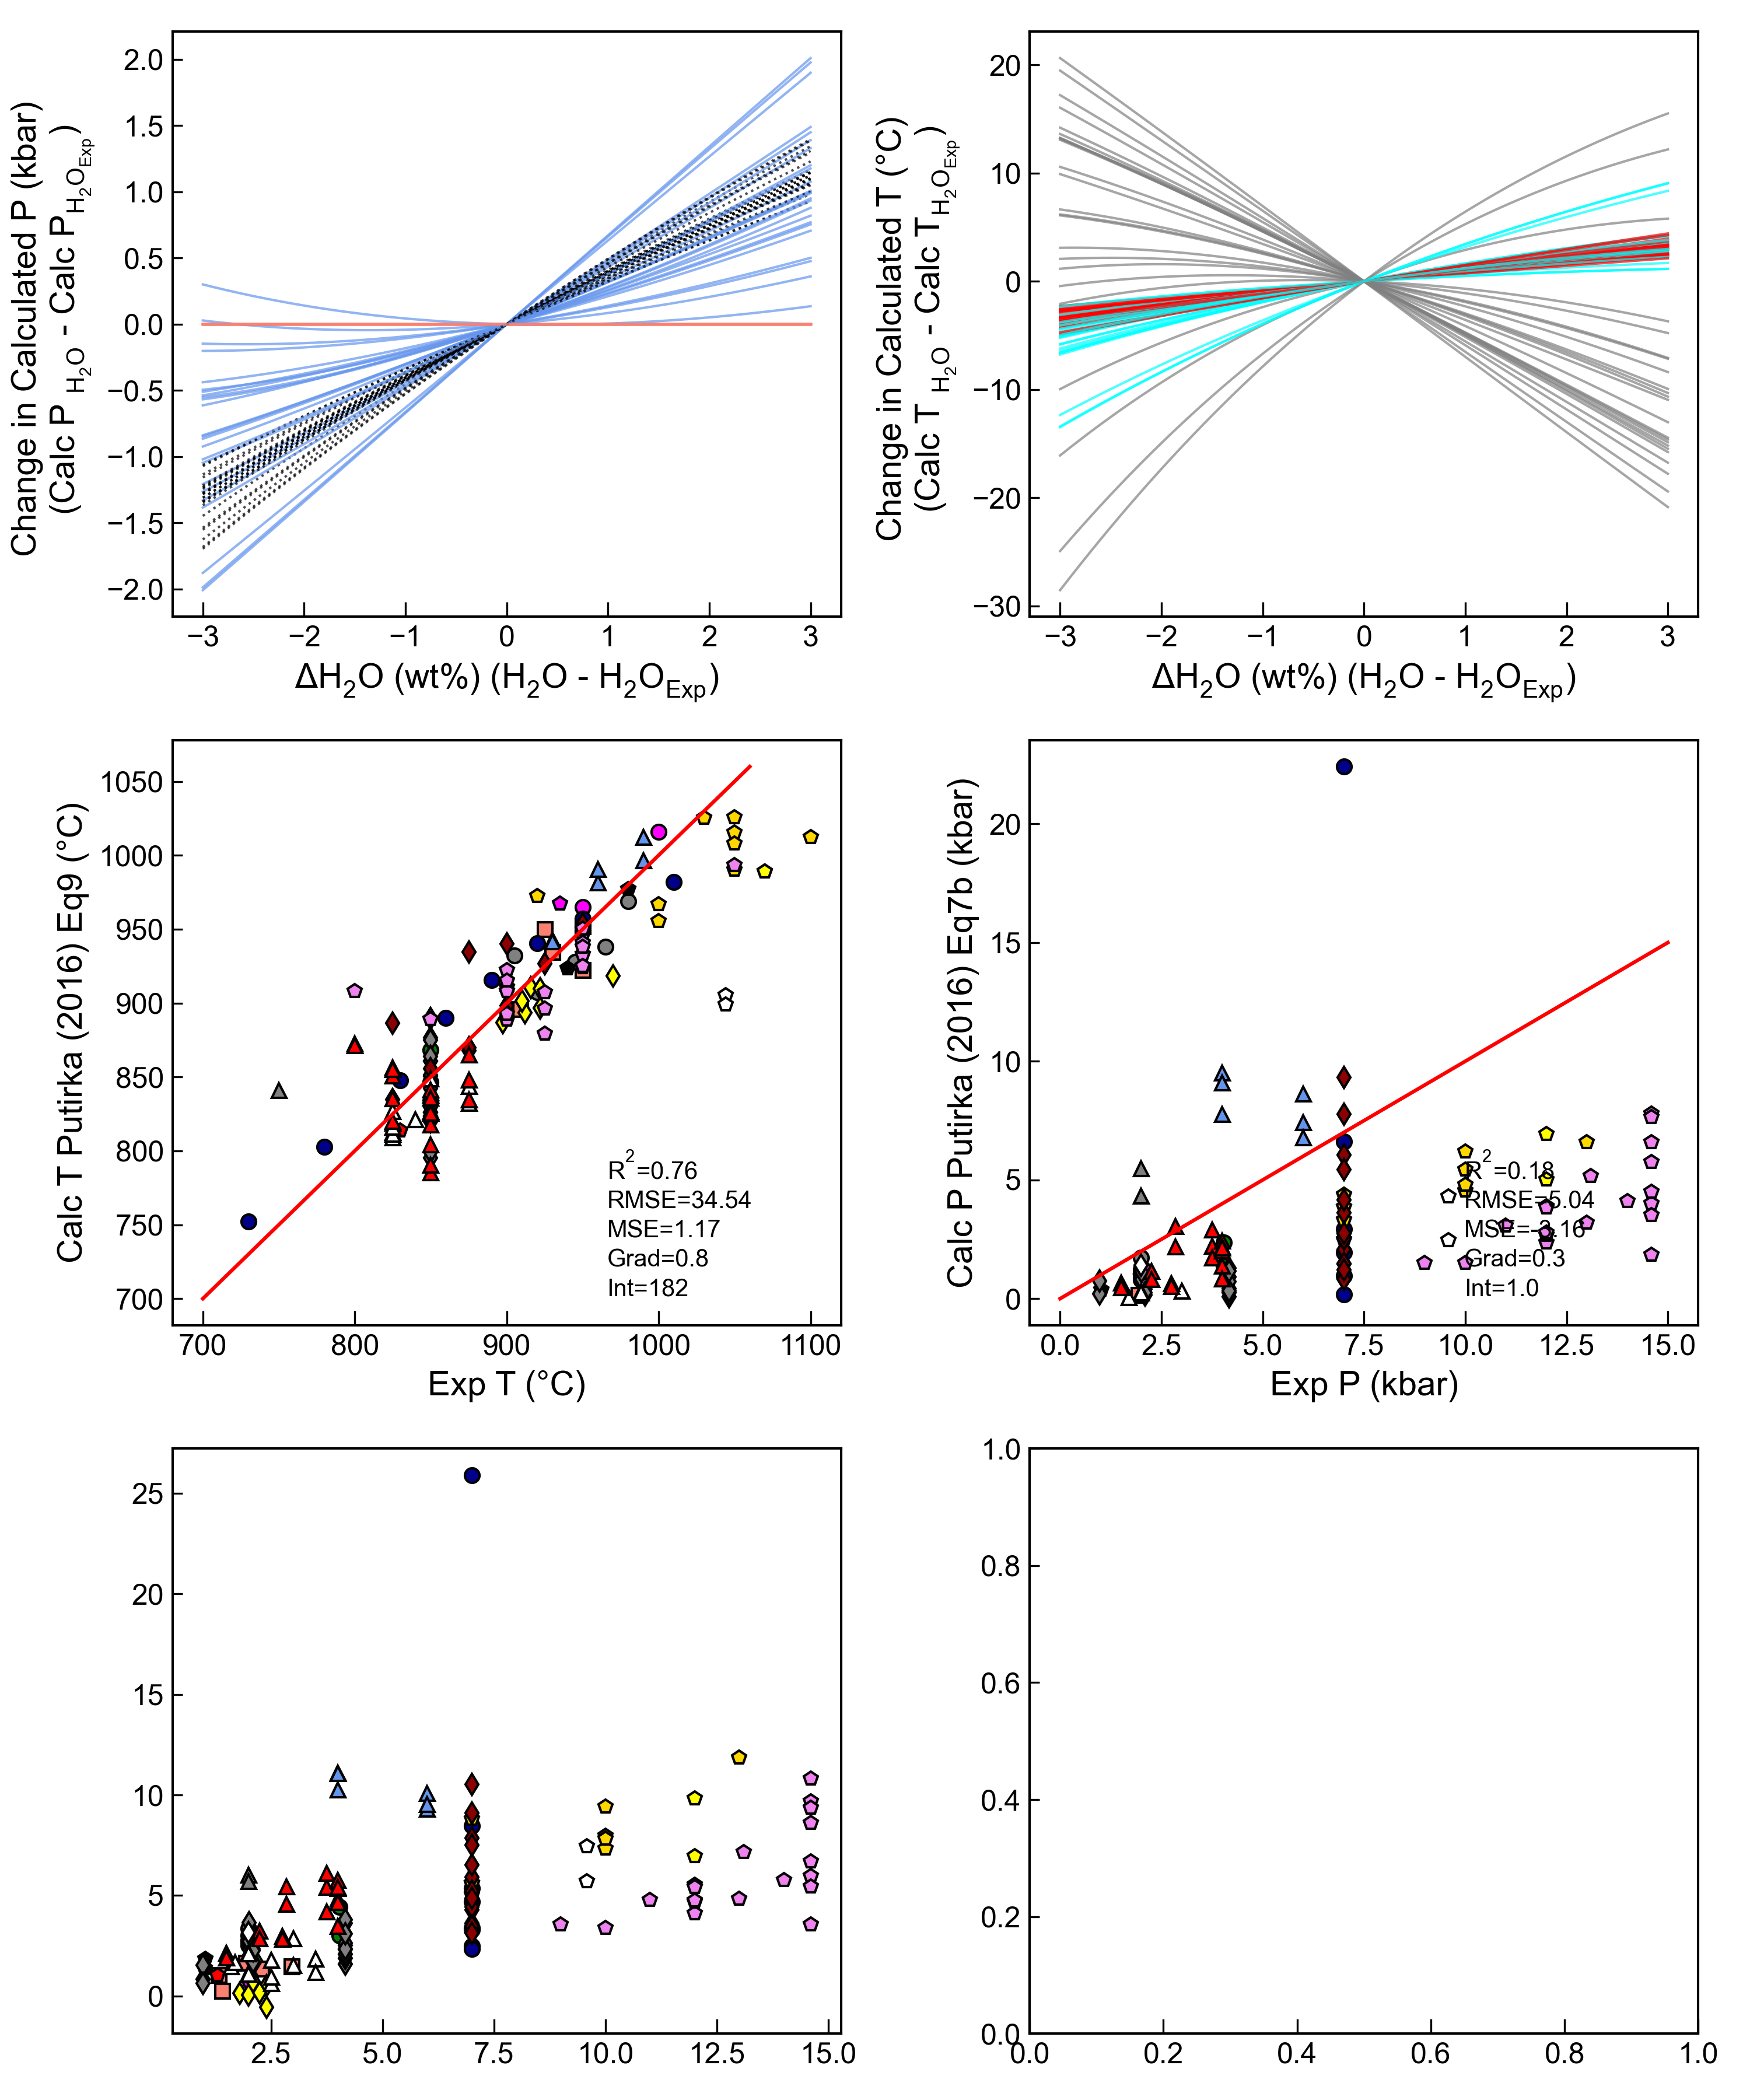 Change in Calculated P (kbar)
(Calc P H2O - Calc P H2OExp)
2.0
1.5
1.0
0.5
0.0
−0.5
−1.0
−1.5
−2.0
−3 −2 −1 0 1 2 3
ΔH2O (wt%) (H2O - H2OExp)
Change in Calculated T (°C)
(Calc T H2O - Calc T H2OExp)
20
10
0
−10
−20
−30
−3 −2 −1 0 1 2 3
ΔH2O (wt%) (H2O - H2OExp)
Calc T Putirka (2016) Eq9 (°C)
1050
1000
950
900
850
800
750
700
R2=0.76
RMSE=34.54
MSE=1.17
Grad=0.8
Int=182
700 800 900 1000 1100
Exp T (°C)
Calc P Putirka (2016) Eq7b (kbar)
20
15
10
5
0
R2=0.18
RMSE=5.04
MSE=-3.16
Grad=0.3
Int=1.0
0.0 2.5 5.0 7.5 10.0 12.5 15.0
Exp P (kbar)
25
20
15
10
5
0
2.5 5.0 7.5 10.0 12.5 15.0
1.0
0.8
0.6
0.4
0.2
0.0
0.0 0.2 0.4 0.6 0.8 1.0